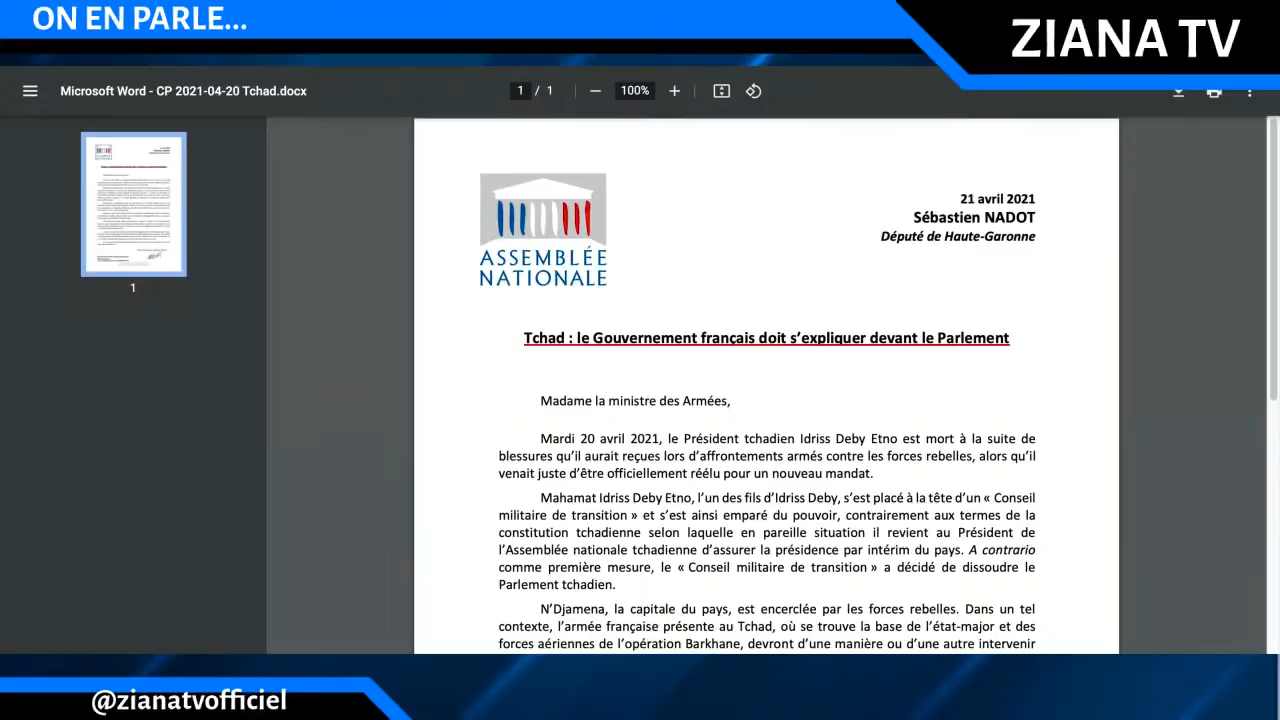 ON EN PARLE...
ZIANA TV
Microsoft Word - CP 2021-04-20 Tchad.docx
1 / 1
100%
1
ASSEMBLÉE
NATIONALE
21 avril 2021
Sébastien NADOT
Député de Haute-Garonne
Tchad : le Gouvernement français doit s’expliquer devant le Parlement
Madame la ministre des Armées,
Mardi 20 avril 2021, le Président tchadien Idriss Deby Etno est mort à la suite de
blessures qu’il aurait reçues lors d’affrontements armés contre les forces rebelles, alors qu’il
venait juste d’être officiellement réélu pour un nouveau mandat.
Mahamat Idriss Deby Etno, l’un des fils d’Idriss Deby, s’est placé à la tête d’un « Conseil
militaire de transition » et s’est ainsi emparé du pouvoir, contrairement aux termes de la
constitution tchadienne selon laquelle en pareille situation il revient au Président de
l’Assemblée nationale tchadienne d’assurer la présidence par intérim du pays. A contrario
comme première mesure, le « Conseil militaire de transition » a décidé de dissoudre le
Parlement tchadien.
N’Djamena, la capitale du pays, est encerclée par les forces rebelles. Dans un tel
contexte, l’armée française présente au Tchad, où se trouve la base de l’état-major et des
forces aériennes de l’opération Barkhane, devront d’une manière ou d’une autre intervenir
@zianatvofficiel